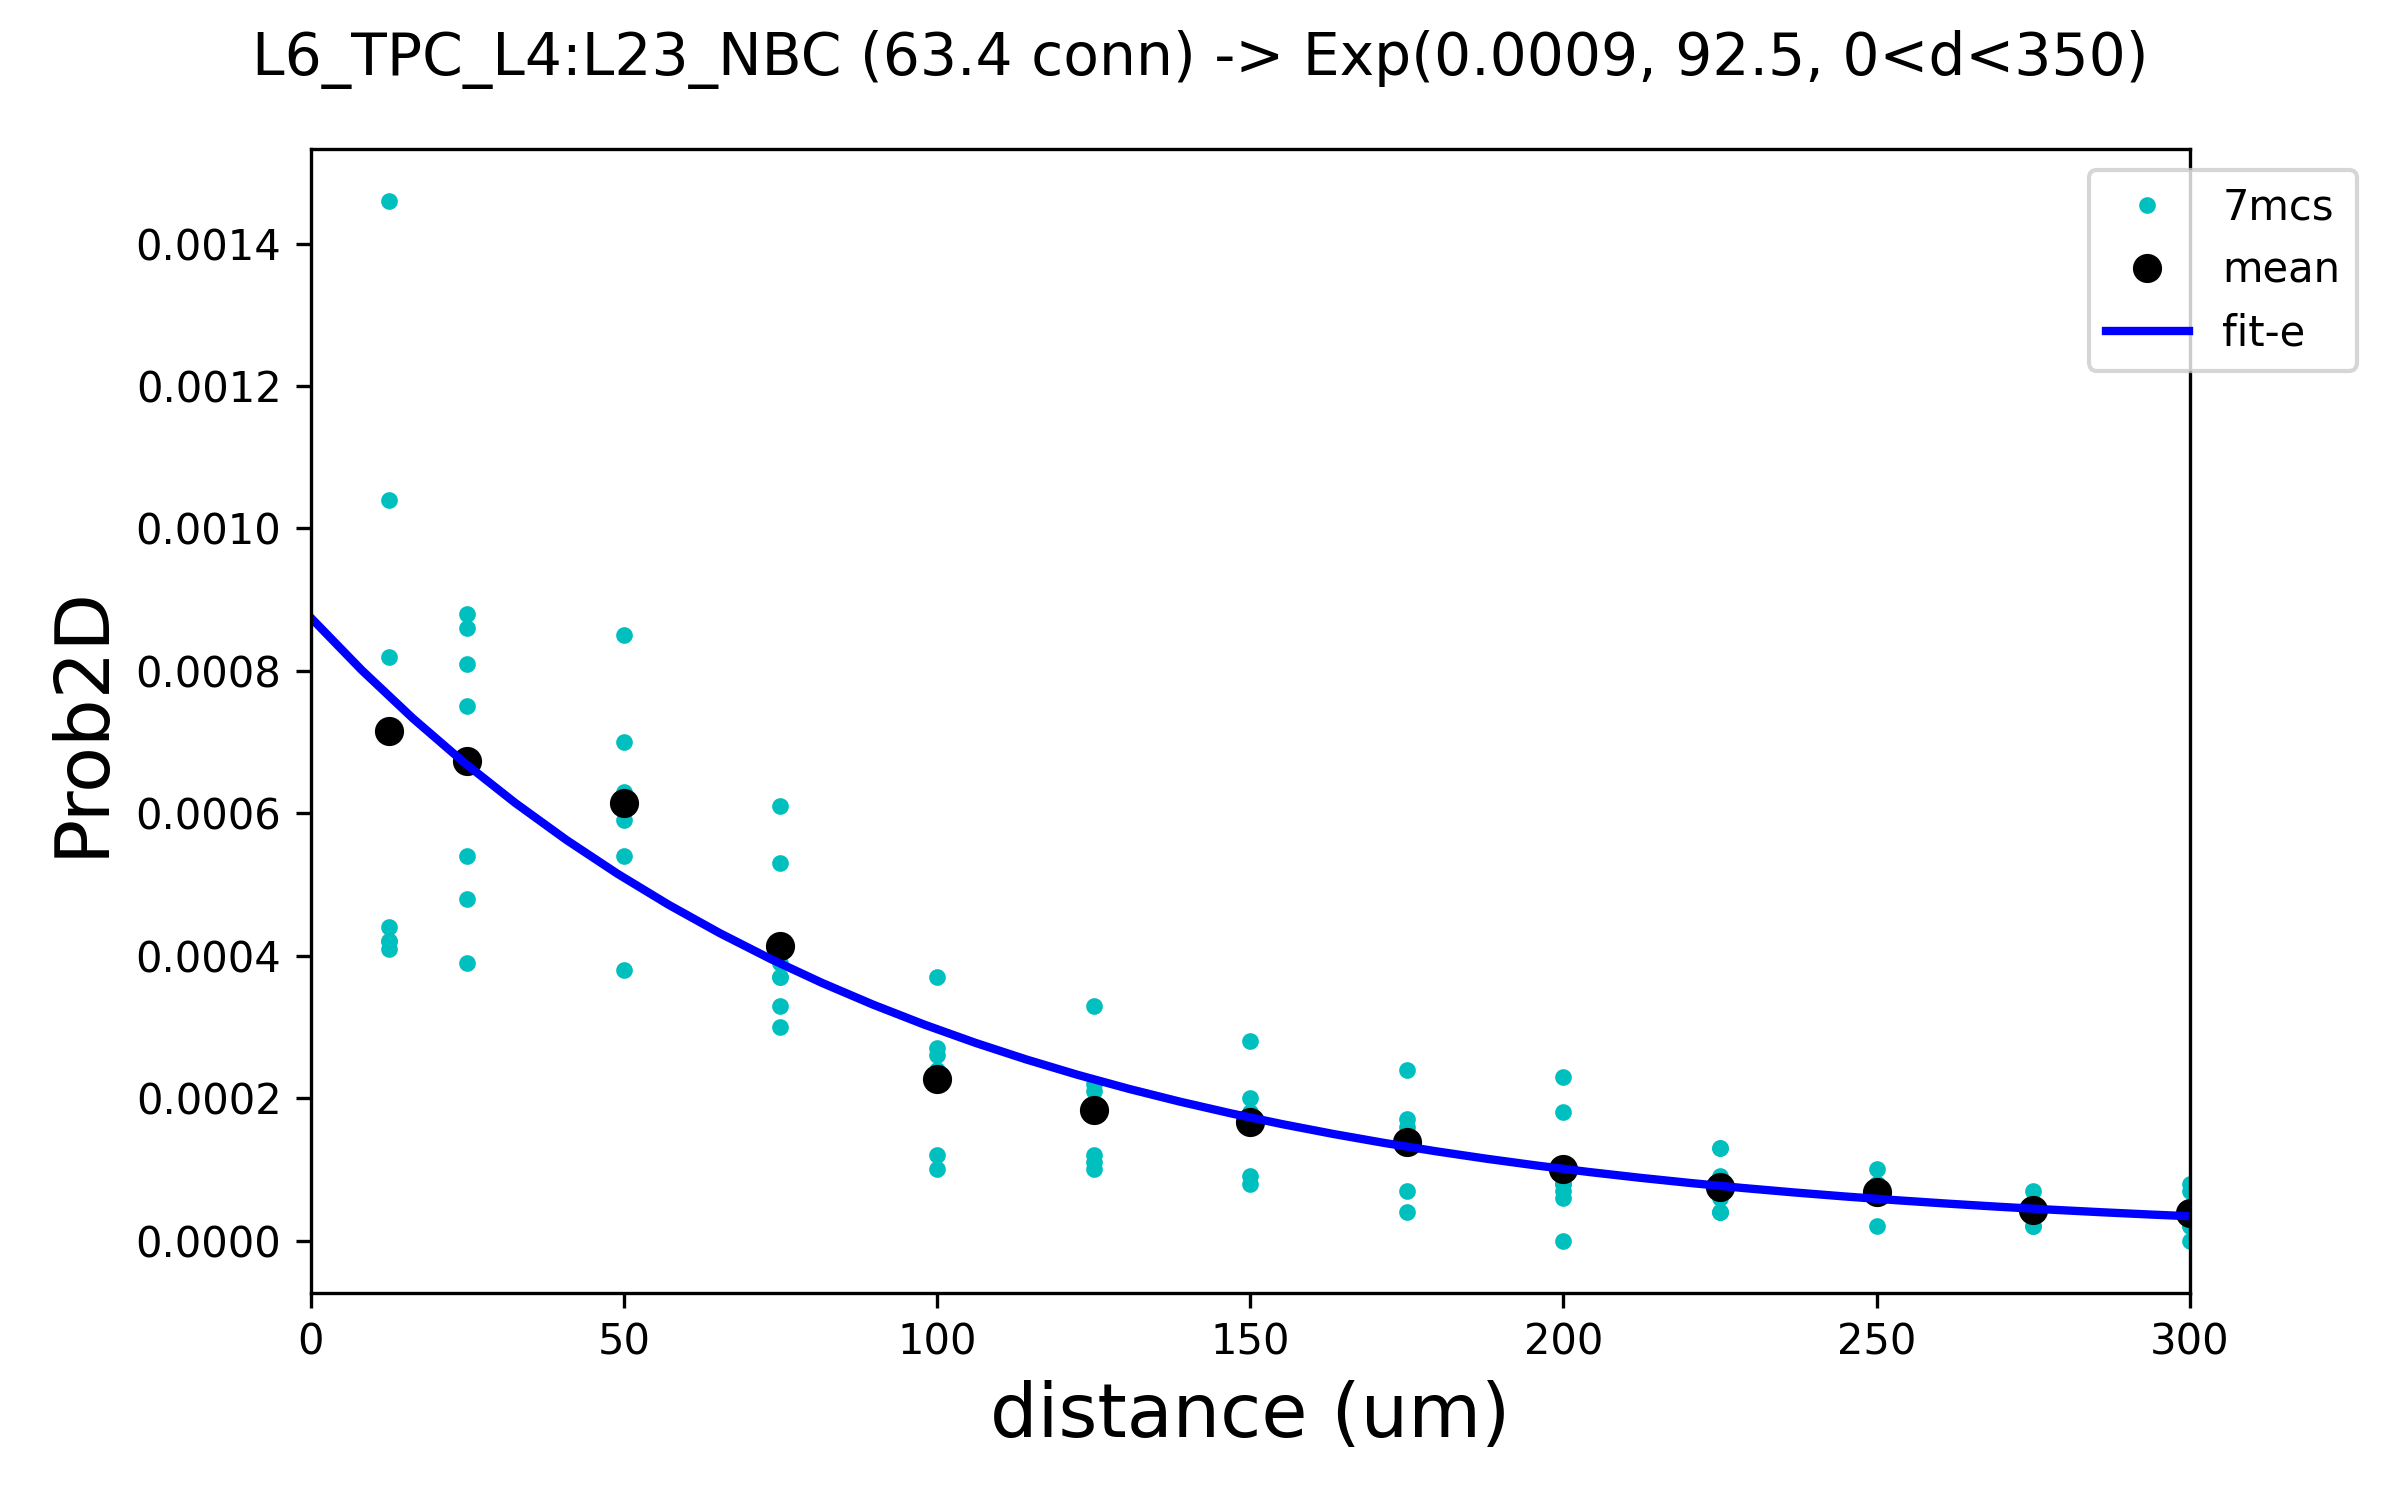 L6_TPC_L4:L23_NBC (63.4 conn) -> Exp(0.0009, 92.5, 0<d<350)
7mcs
mean
fit-e
Prob2D
0.0014
0.0012
0.0010
0.0008
0.0006
0.0004
0.0002
0.0000
0 50 100 150 200 250 300
distance (um)